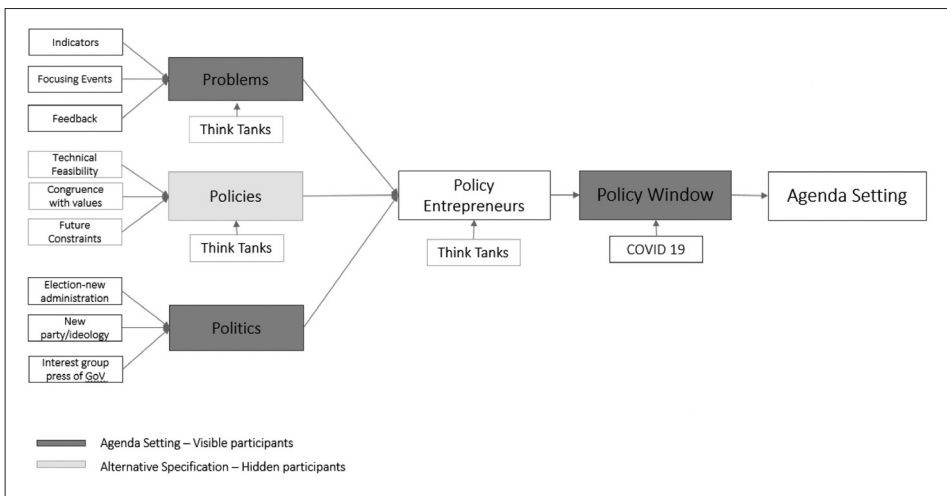 Indicators
Focusing Events
Feedback
Problems
Think Tanks
Technical
Feasibility
Congruence
with values
Future
Constraints
Policies
Think Tanks
Election-new
administration
New
party/ideology
Interest group
press of GoV
Politics
Policy
Entrepreneurs
Think Tanks
Policy Window
COVID 19
Agenda Setting
Agenda Setting – Visible participants
Alternative Specification – Hidden participants